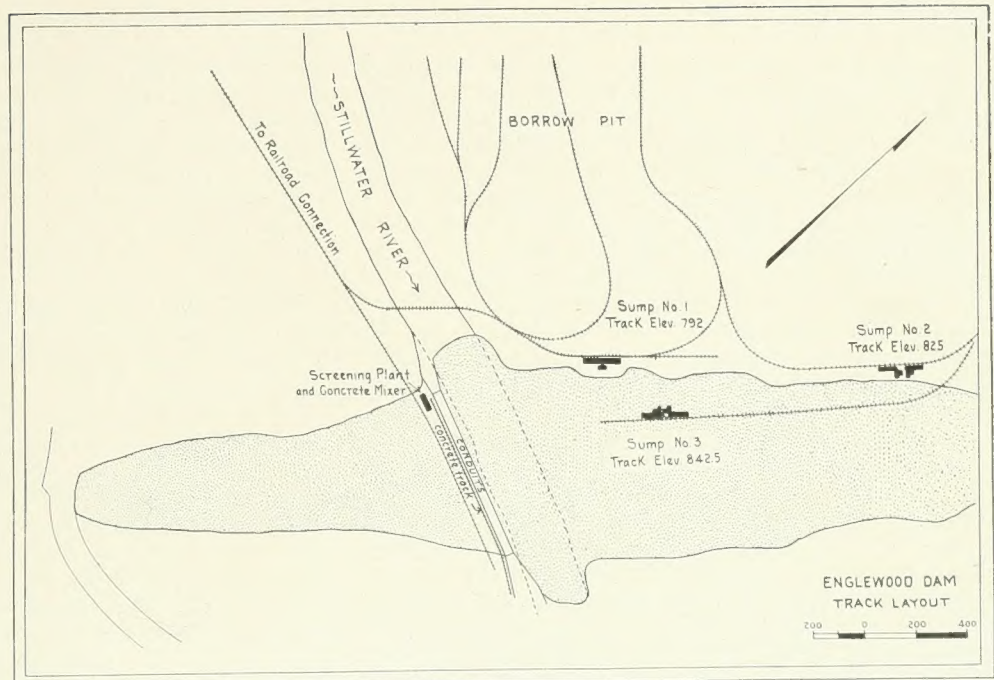 STILLWATER RIVER
To Railroad Connection
BORROW PIT
Sump No. 1
Track Elev. 792
Sump No. 2
Track Elev. 825
Screening Plant
and Concrete Mixer
CONDUITS
concrete track
Sump No. 3
Track Elev. 842.5
ENGLEWOOD DAM
TRACK LAYOUT
200 0 200 400